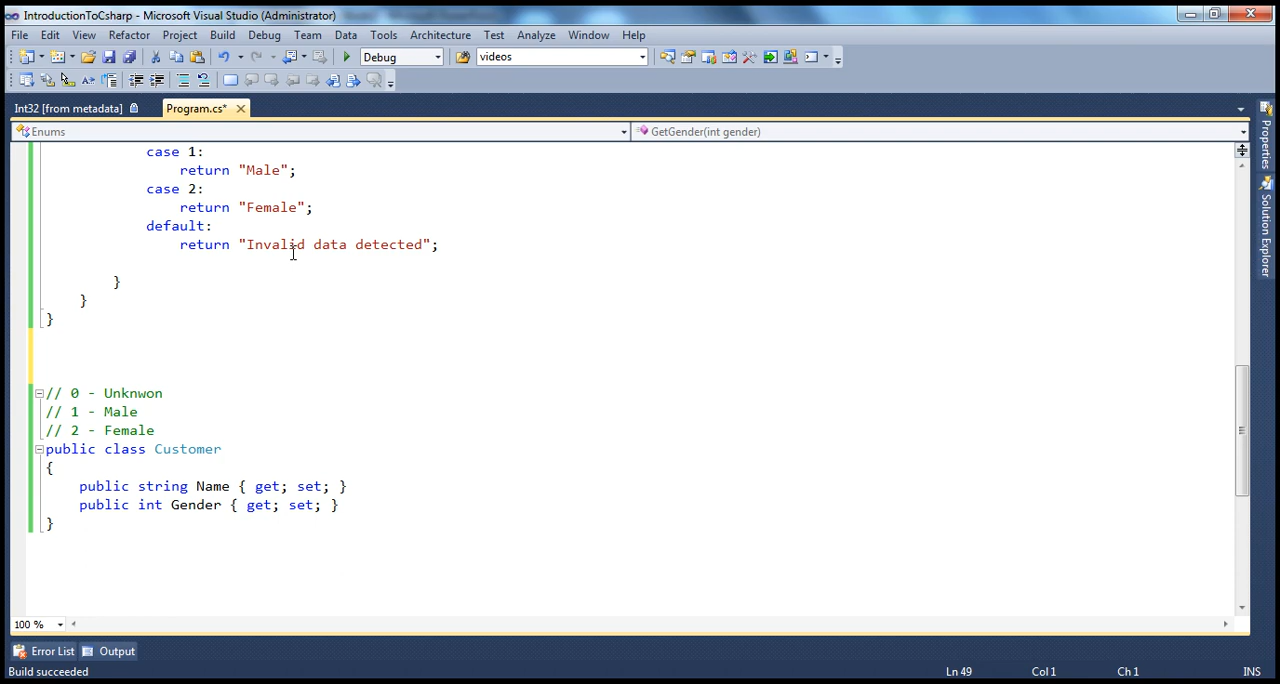 IntroductionToCsharp - Microsoft Visual Studio (Administrator)
File Edit View Refactor Project Build Debug Team Data Tools Architecture Test Analyze Window Help
Debug videos
Int32 [from metadata] Program.cs*
Enums GetGender(int gender)
case 1:
return "Male";
case 2:
return "Female";
default:
return "Invalid data detected";
}
}
}
// 0 - Unknwon
// 1 - Male
// 2 - Female
public class Customer
{
public string Name { get; set; }
public int Gender { get; set; }
}
100 %
Error List Output
Build succeeded Ln 49 Col 1 Ch 1 INS
Properties
Solution Explorer